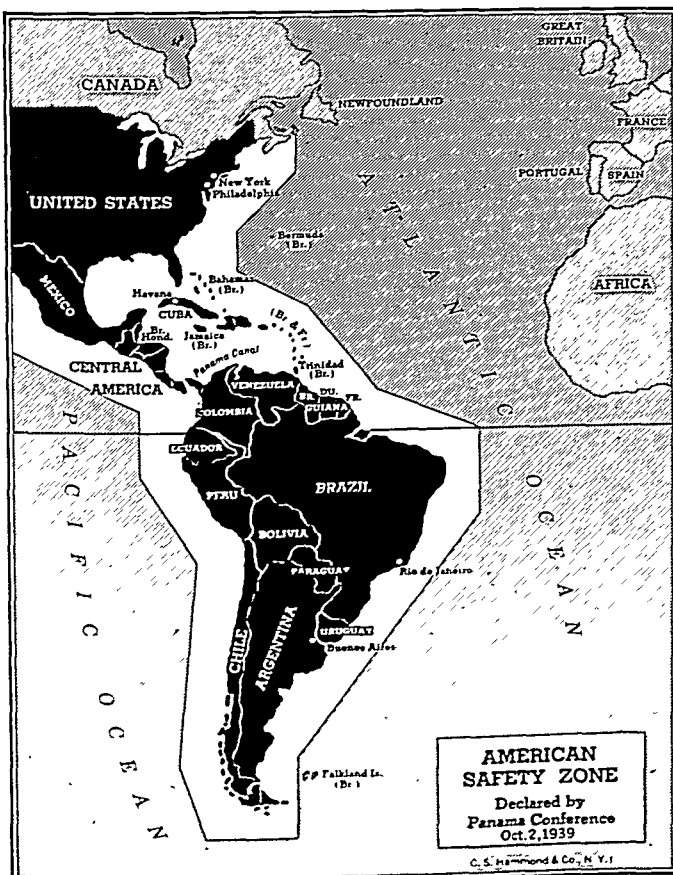 GREAT
BRITAIN
CANADA
NEWFOUNDLAND
FRANCE
PORTUGAL
SPAIN
New York
Philadelphia
UNITED STATES
ATLANTIC
Bermuda
(Br.)
AFRICA
MEXICO
Bahamas
(Br.)
Havana
CUBA
Br.
Hond.
Jamaica
(Br.)
(Br. & Fr.)
Panama Canal
Trinidad
(Br.)
CENTRAL
AMERICA
VENEZUELA
BR.
DU.
FR.
GUIANA
COLOMBIA
PACIFIC
OCEAN
ECUADOR
PERU
BRAZIL
OCEAN
BOLIVIA
PARAGUAY
Rio de Janeiro
CHILE
ARGENTINA
URUGUAY
Buenos Aires
Falkland Is.
(Br.)
AMERICAN
SAFETY ZONE
Declared by
Panama Conference
Oct. 2, 1939
C. S. Hammond & Co., N. Y.